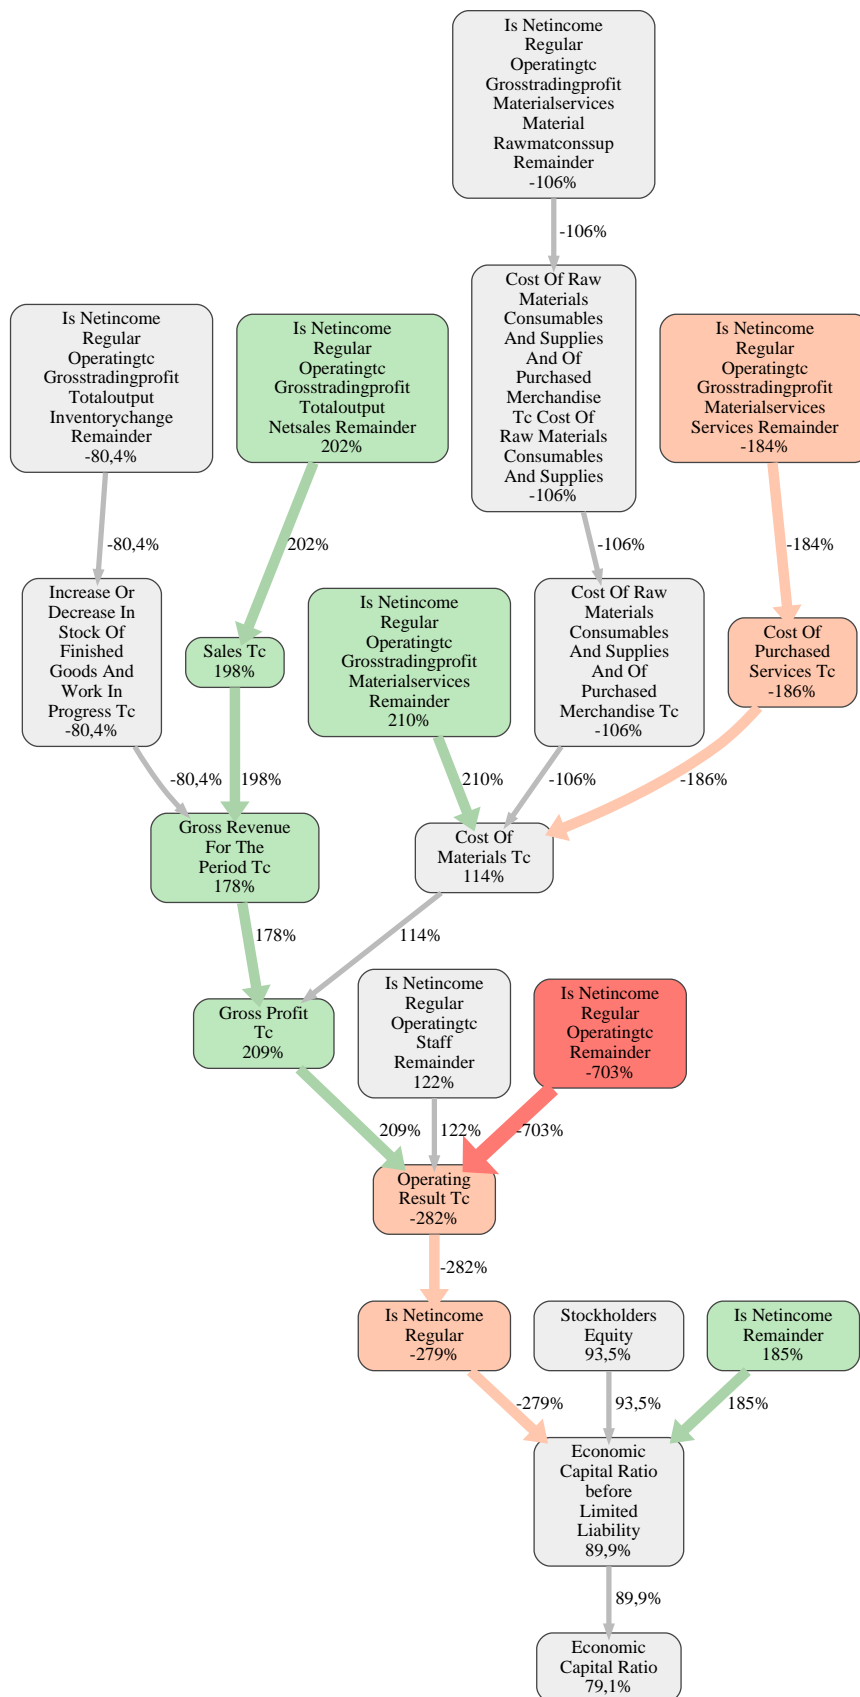 Is Netincome
Regular
Operatingtc
Grosstradingprofit
Materialservices
Material
Rawmatconssup
Remainder
-106%
-106%
Cost Of Raw
Materials
Consumables
And Supplies
And Of
Purchased
Merchandise
Tc Cost Of
Raw Materials
Consumables
And Supplies
-106%
Is Netincome
Regular
Operatingtc
Grosstradingprofit
Totaloutput
Inventorychange
Remainder
-80,4%
Is Netincome
Regular
Operatingtc
Grosstradingprofit
Totaloutput
Netsales Remainder
202%
Is Netincome
Regular
Operatingtc
Grosstradingprofit
Materialservices
Services Remainder
-184%
-80,4%
202%
-106%
-184%
Increase Or
Decrease In
Stock Of
Finished
Goods And
Work In
Progress Tc
-80,4%
Sales Tc
198%
Is Netincome
Regular
Operatingtc
Grosstradingprofit
Materialservices
Remainder
210%
Cost Of Raw
Materials
Consumables
And Supplies
And Of
Purchased
Merchandise Tc
-106%
Cost Of
Purchased
Services Tc
-186%
-80,4%
198%
210%
-106%
-186%
Gross Revenue
For The
Period Tc
178%
Cost Of
Materials Tc
114%
178%
114%
Gross Profit
Tc
209%
Is Netincome
Regular
Operatingtc
Staff
Remainder
122%
Is Netincome
Regular
Operatingtc
Remainder
-703%
209%
122%
-703%
Operating
Result Tc
-282%
-282%
Is Netincome
Regular
-279%
Stockholders
Equity
93,5%
Is Netincome
Remainder
185%
-279%
93,5%
185%
Economic
Capital Ratio
before
Limited
Liability
89,9%
89,9%
Economic
Capital Ratio
79,1%